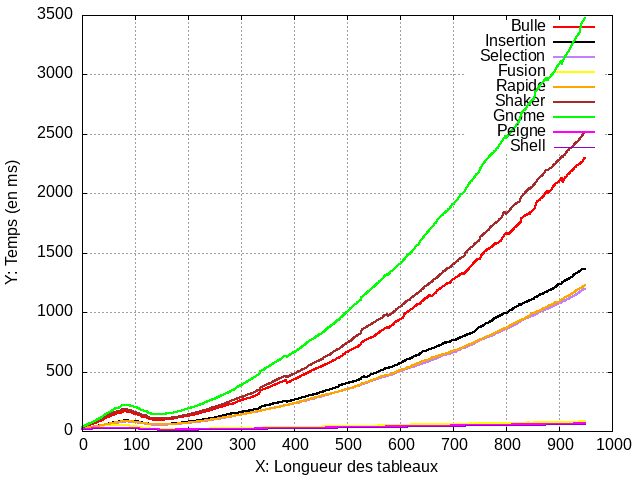 3500
3000
2500
2000
1500
1000
500
0
Y: Temps (en ms)
Bulle
Insertion
Selection
Fusion
Rapide
Shaker
Gnome
Peigne
Shell
0 100 200 300 400 500 600 700 800 900 1000
X: Longueur des tableaux